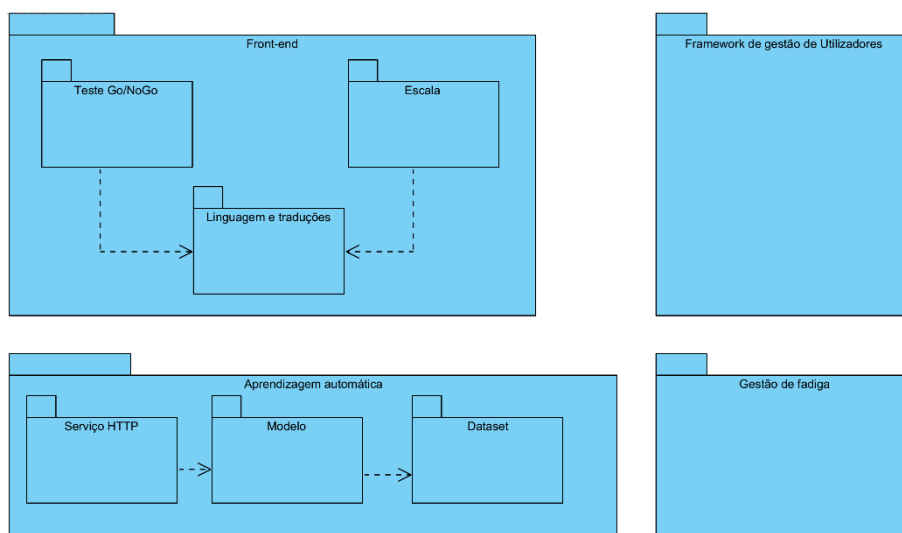 Front-end
Framework de gestão de Utilizadores
Teste Go/NoGo
Escala
Linguagem e traduções
Aprendizagem automática
Gestão de fadiga
Serviço HTTP
Modelo
Dataset